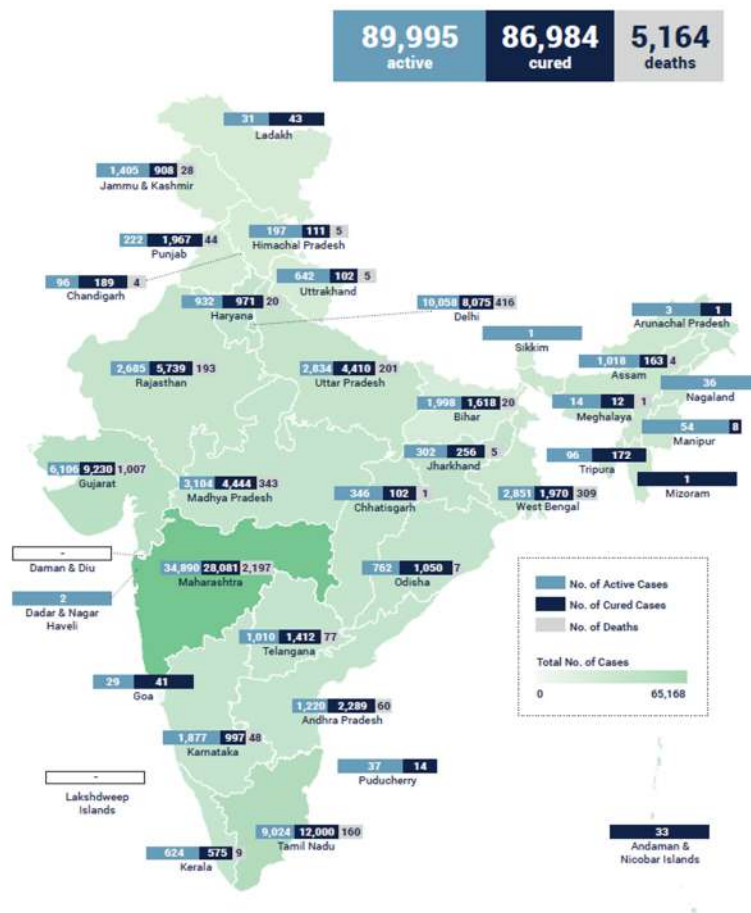 89,995 86,984 5,164
active cured deaths
31 43
Ladakh
1,405 908 28
Jammu & Kashmir
197 111 5
Himachal Pradesh
222 1,967 44
Punjab
96 189 4
Chandigarh
642 102 5
Uttrakhand
932 971 20
Haryana
10,058 8,075 416
Delhi
3 1
Arunachal Pradesh
1
Sikkim
1,016 163 4
Assam
2,685 5,739 193
Rajasthan
2,834 4,410 201
Uttar Pradesh
36
Nagaland
1,998 1,618 20
Bihar
14 12 1
Meghalaya
54 8
Manipur
302 256 5
Jharkhand
96 172
Tripura
6,106 9,230 1,007
Gujarat
3,104 4,444 343
Madhya Pradesh
1
Mizoram
346 102 1
Chhatisgarh
2,851 1,970 309
West Bengal
-
Daman & Diu
34,890 28,081 2,197
Maharashtra
762 1,050 7
Odisha
2
Dadar & Nagar
Haveli
No. of Active Cases
No. of Cured Cases
No. of Deaths
Total No. of Cases
0 65,168
1,010 1,412 77
Telangana
29 41
Goa
1,220 2,289 60
Andhra Pradesh
1,877 997 48
Karnataka
37 14
Puducherry
-
Lakshdweep
Islands
9,024 12,000 160
Tamil Nadu
33
Andaman &
Nicobar Islands
624 575 9
Kerala